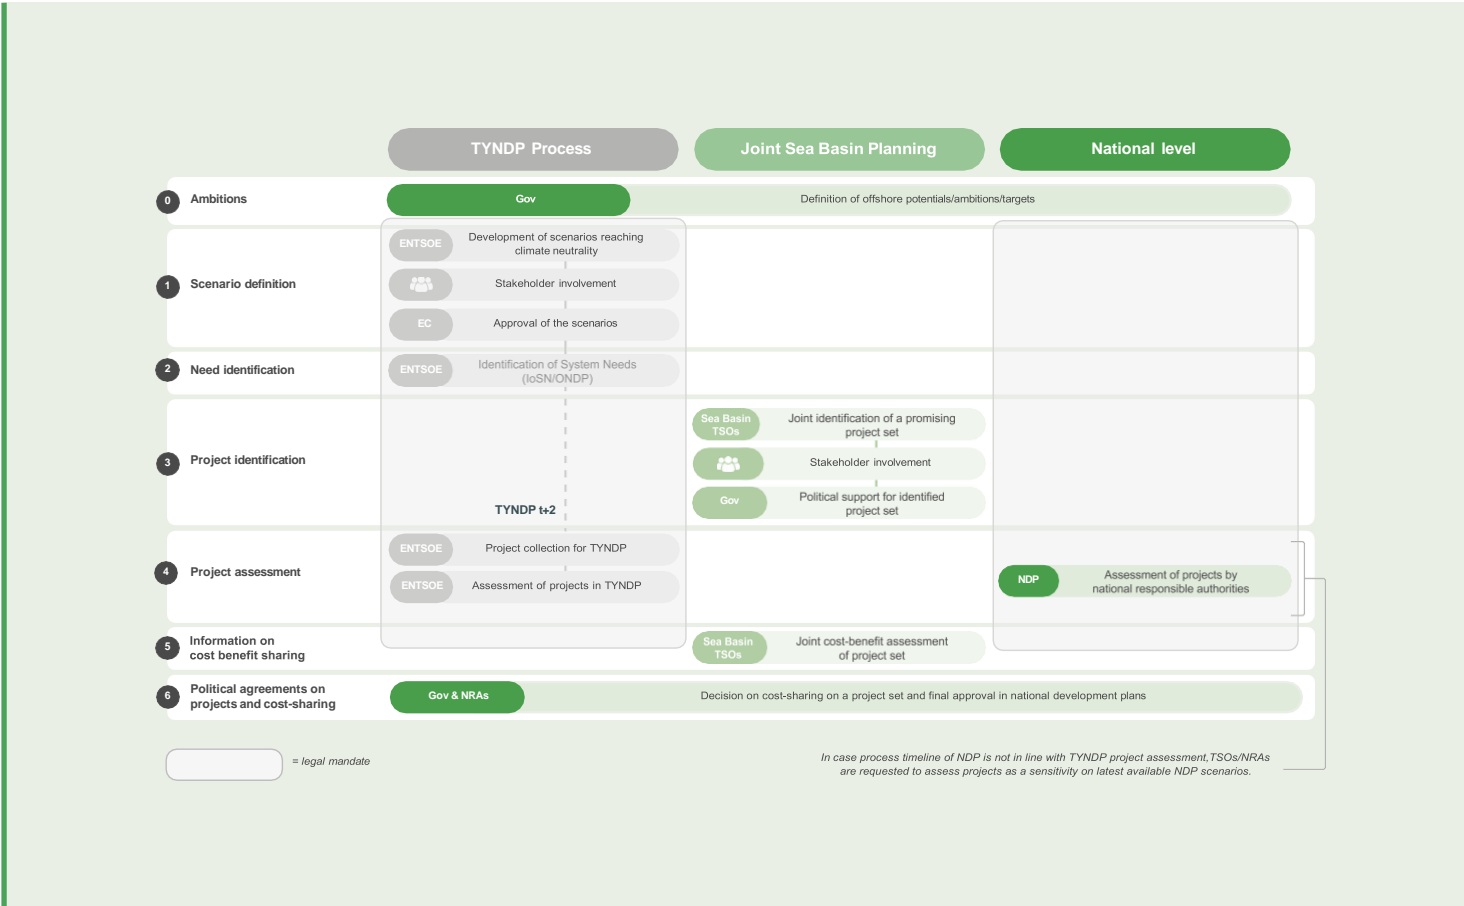 TYNDP Process
Joint Sea Basin Planning
National level
0
Ambitions
Gov
Definition of offshore potentials/ambitions/targets
1
Scenario definition
ENTSOE
Development of scenarios reaching
climate neutrality
Stakeholder involvement
EC
Approval of the scenarios
2
Need identification
ENTSOE
Identification of System Needs
(IoSN/ONDP)
3
Project identification
Sea Basin
TSOs
Joint identification of a promising
project set
Stakeholder involvement
Gov
Political support for identified
project set
TYNDP t+2
4
Project assessment
ENTSOE
Project collection for TYNDP
ENTSOE
Assessment of projects in TYNDP
NDP
Assessment of projects by
national responsible authorities
5
Information on
cost benefit sharing
Sea Basin
TSOs
Joint cost-benefit assessment
of project set
6
Political agreements on
projects and cost-sharing
Gov & NRAs
Decision on cost-sharing on a project set and final approval in national development plans
= legal mandate
In case process timeline of NDP is not in line with TYNDP project assessment,TSOs/NRAs
are requested to assess projects as a sensitivity on latest available NDP scenarios.